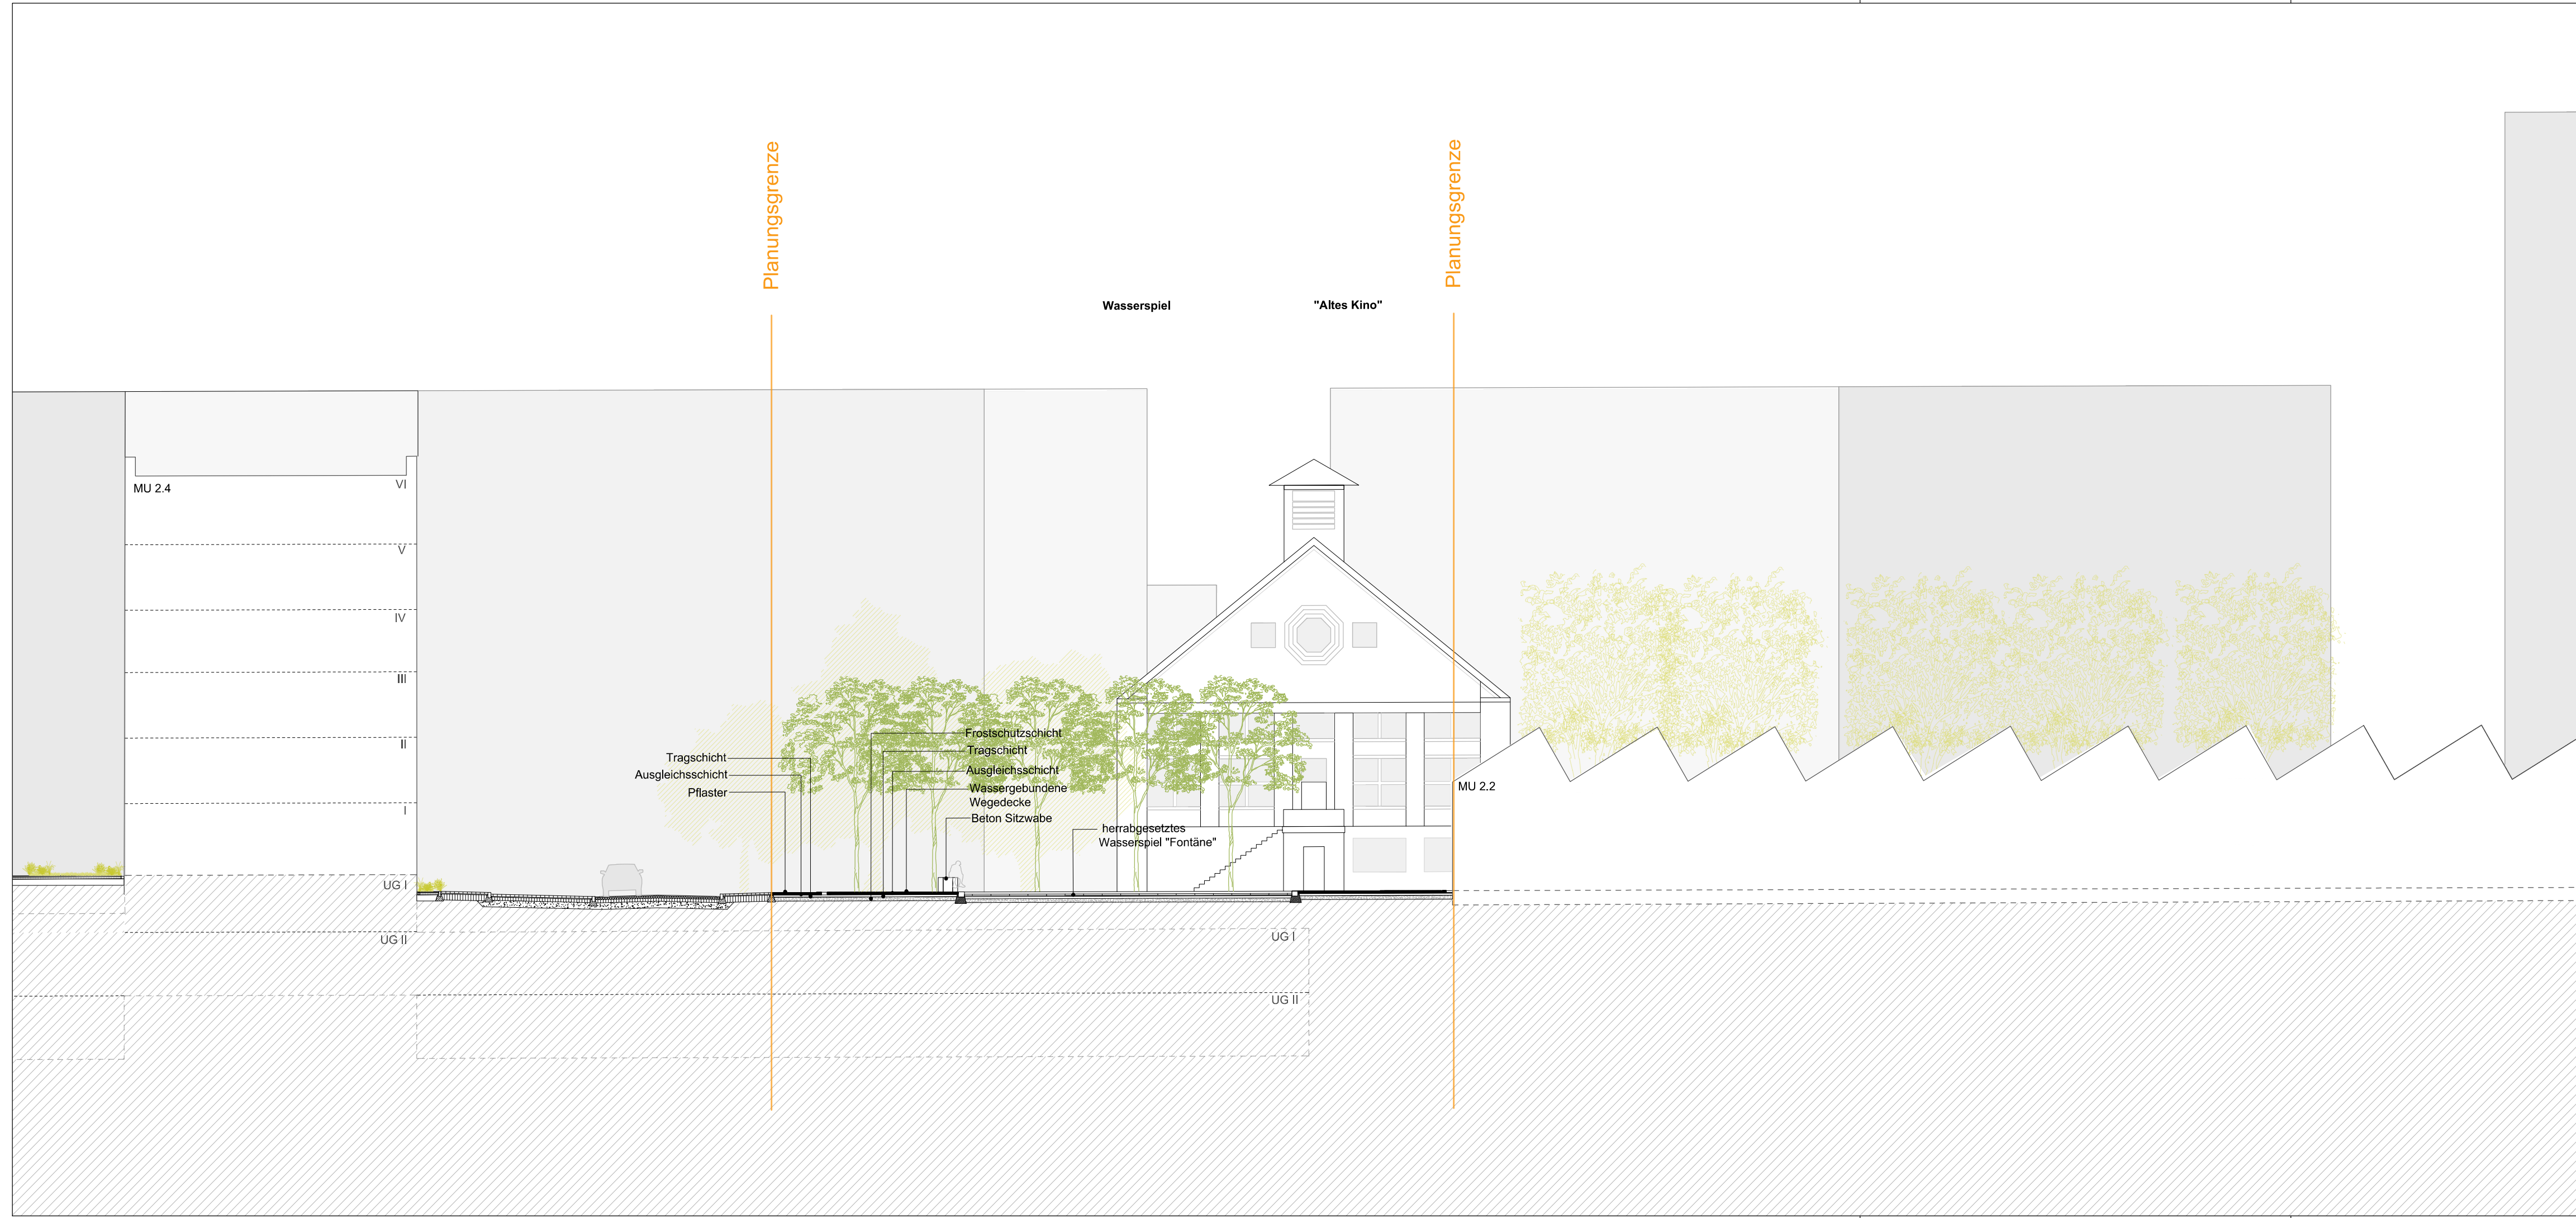 Planungsgrenze
Planungsgrenze
Wasserspiel
"Altes Kino"
MU 2.4
VI
V
IV
III
II
I
UG I
UG II
Tragschicht
Ausgleichsschicht
Pflaster
Frostschutzschicht
Tragschicht
Ausgleichsschicht
Wassergebundene
Wegedecke
Beton Sitzwabe
herrabgesetztes
Wasserspiel "Fontäne"
MU 2.2
UG I
UG II